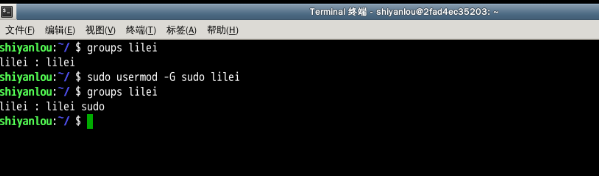 Terminal 终端 - shiyanlou@2fad4ec35203: ~
文件(F) 编辑(E) 视图(V) 终端(T) 标签(A) 帮助(H)
shiyanlou:~/ $ groups lilei
lilei : lilei
shiyanlou:~/ $ sudo usermod -G sudo lilei
shiyanlou:~/ $ groups lilei
lilei : lilei sudo
shiyanlou:~/ $